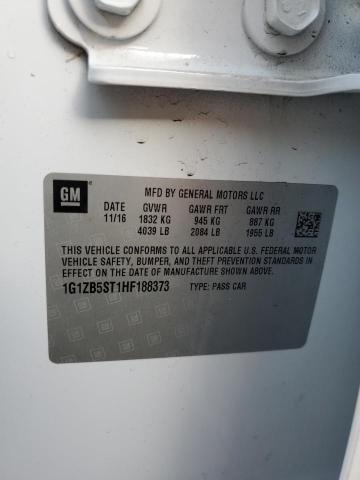 GM
MFD BY GENERAL MOTORS LLC
DATE GVWR GAWR FRT GAWR RR
11/16 1832 KG 945 KG 887 KG
4039 LB 2084 LB 1955 LB
THIS VEHICLE CONFORMS TO ALL APPLICABLE U.S. FEDERAL MOTOR
VEHICLE SAFETY, BUMPER, AND THEFT PREVENTION STANDARDS
IN EFFECT ON THE DATE OF MANUFACTURE SHOWN ABOVE.
1G1ZB5ST1HF188373 TYPE: PASS CAR